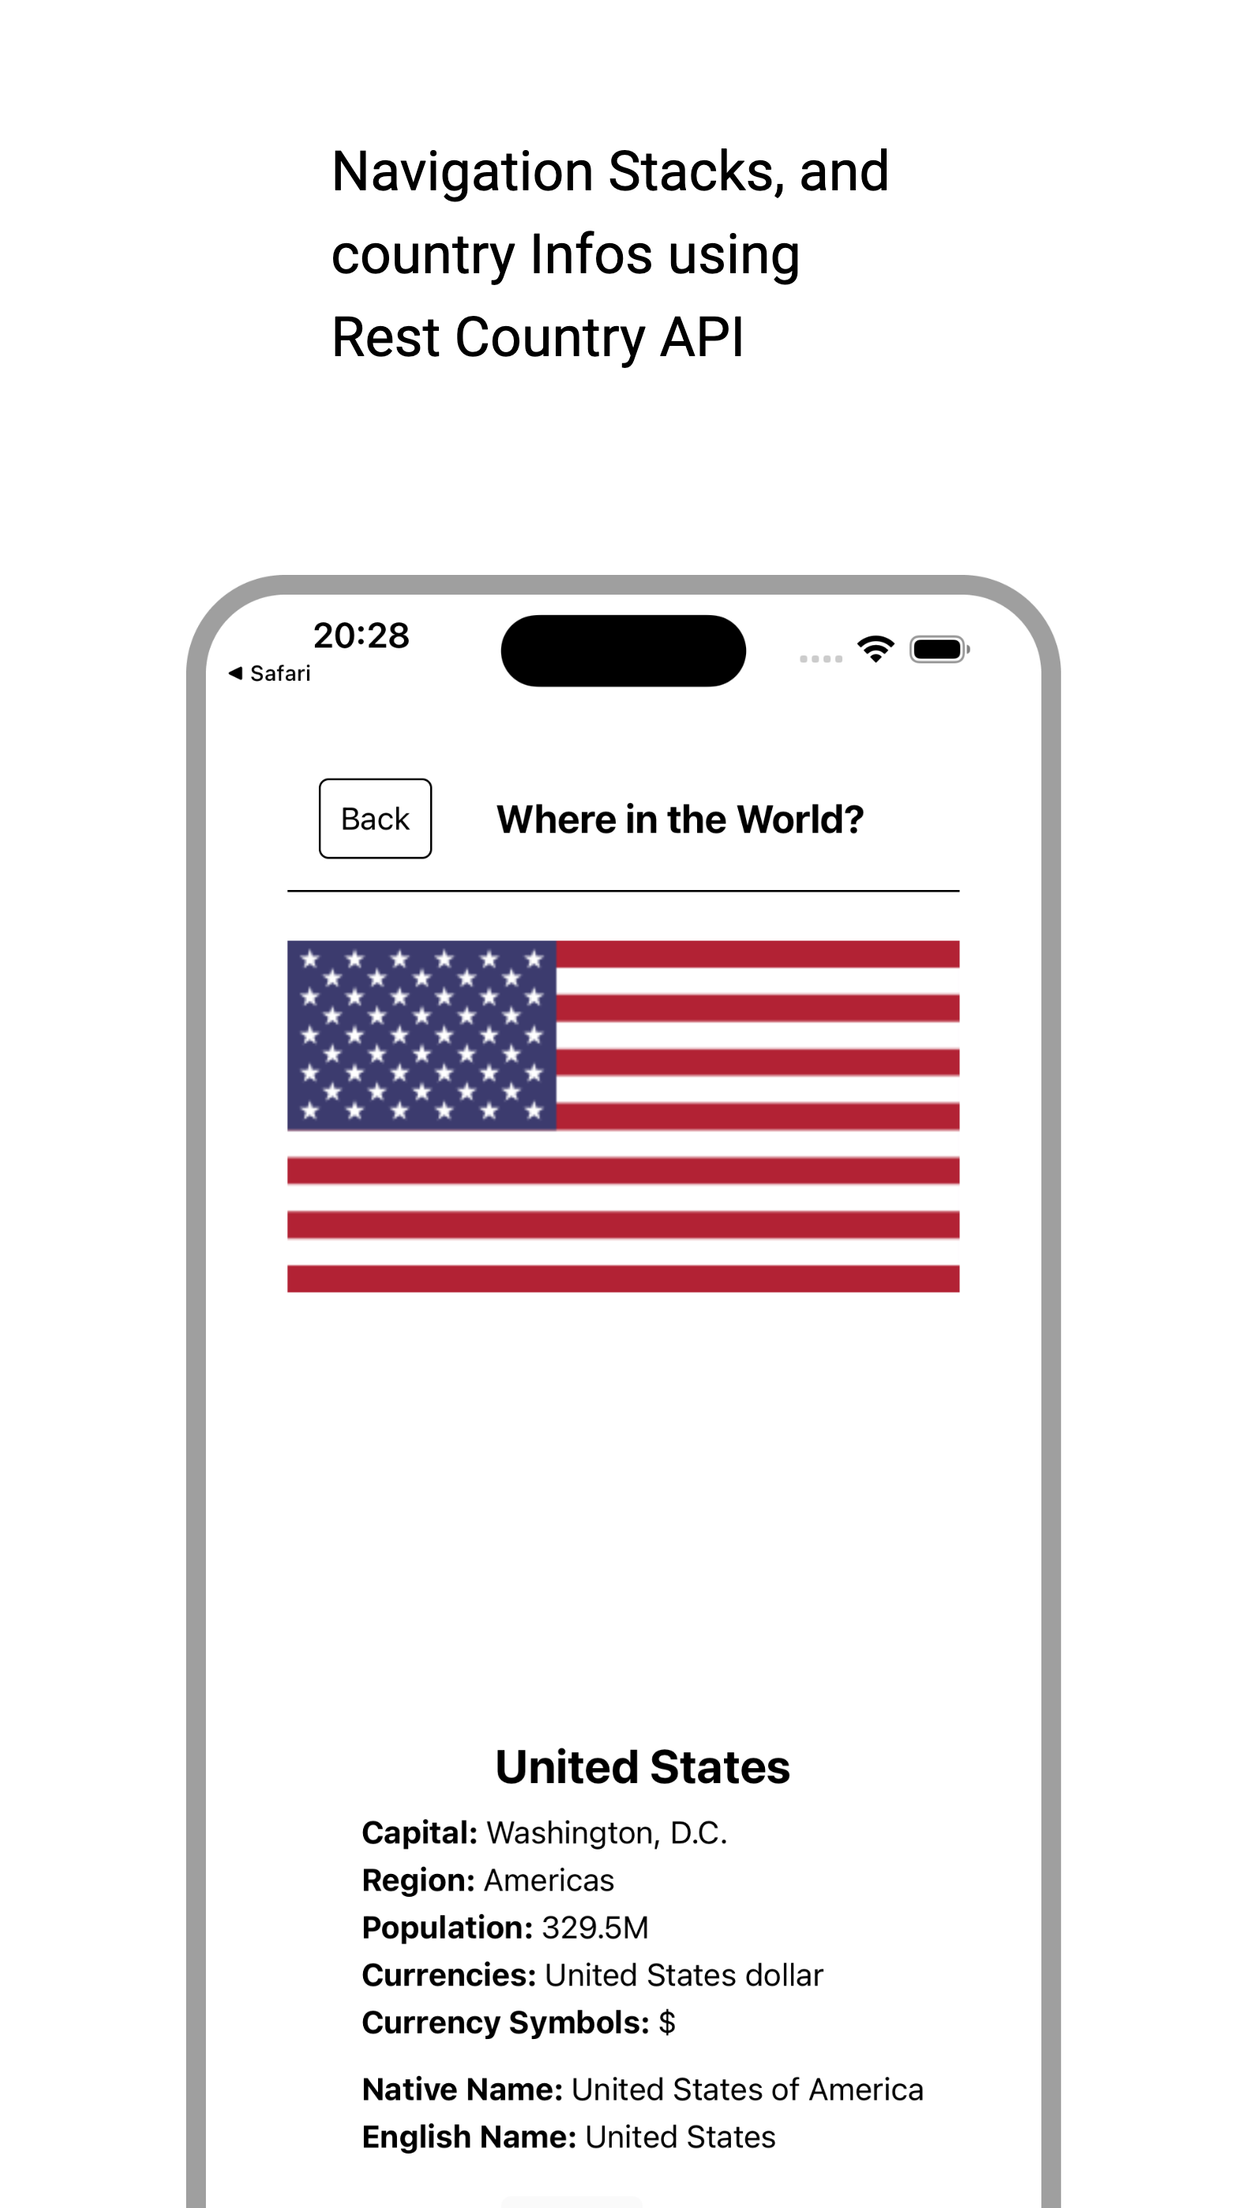 Navigation Stacks, and
country Infos using
Rest Country API
20:28
◀ Safari
Back
Where in the World?
United States
Capital: Washington, D.C.
Region: Americas
Population: 329.5M
Currencies: United States dollar
Currency Symbols: $
Native Name: United States of America
English Name: United States